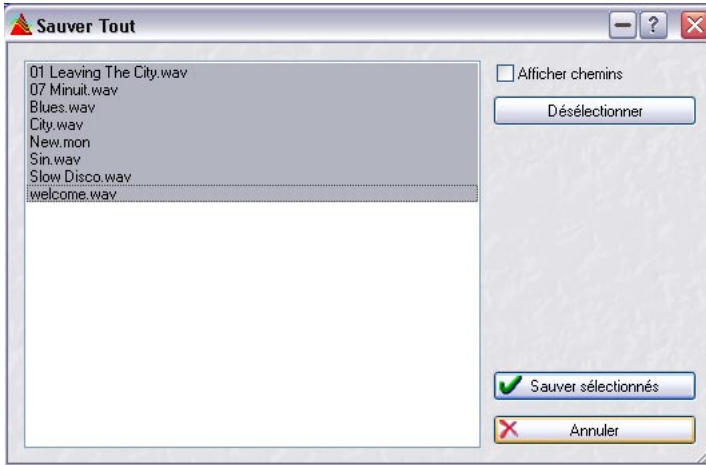 Sauver Tout
01 Leaving The City.wav
07 Minuit.wav
Blues.wav
City.wav
New.mon
Sin.wav
Slow Disco.wav
welcome.wav
Afficher chemins
Désélectionner
Sauver sélectionnés
Annuler